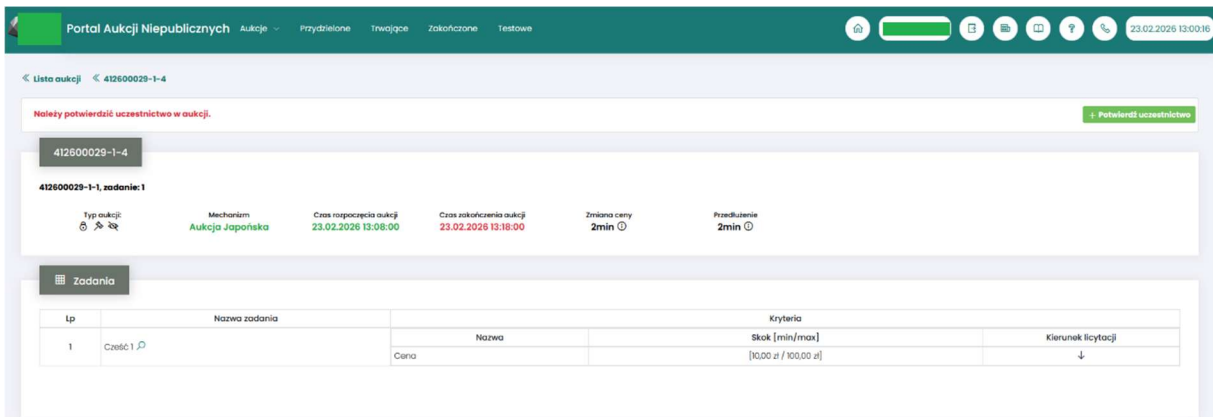 Portal Aukcji Niepublicznych Aukcje Przydzielone Trwające Zakończone Testowe 23.02.2026 13:00:16
Lista aukcji 412600029-1-4
Należy potwierdzić uczestnictwo w aukcji. + Potwierdź uczestnictwo
412600029-1-4
412600029-1-1, zadanie: 1
Typ aukcji: Mechanizm Czas rozpoczęcia aukcji Czas zakończenia aukcji Zmiana ceny Przedłużenie
Aukcja Japońska 23.02.2026 13:08:00 23.02.2026 13:18:00 2min 2min
Zadania
Lp Nazwa zadania Kryteria
Nazwa Skok [min/max] Kierunek licytacji
1 Cześć 1
Cena [10,00 zł / 100,00 zł] ↓